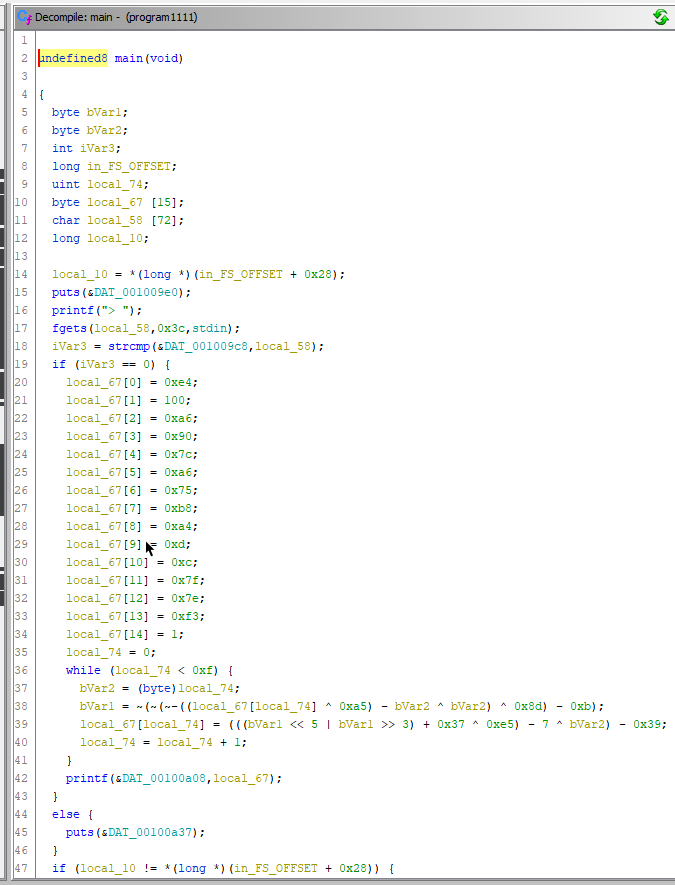 Decompile: main - (program1111)
1
2 undefined8 main(void)
3
4 {
5 byte bVar1;
6 byte bVar2;
7 int iVar3;
8 long in_FS_OFFSET;
9 uint local_74;
10 byte local_67 [15];
11 char local_58 [72];
12 long local_10;
13
14 local_10 = *(long *)(in_FS_OFFSET + 0x28);
15 puts(&DAT_001009e0);
16 printf("> ");
17 fgets(local_58,0x3c,stdin);
18 iVar3 = strcmp(&DAT_001009c8,local_58);
19 if (iVar3 == 0) {
20 local_67[0] = 0xe4;
21 local_67[1] = 100;
22 local_67[2] = 0xa6;
23 local_67[3] = 0x90;
24 local_67[4] = 0x7c;
25 local_67[5] = 0xa6;
26 local_67[6] = 0x75;
27 local_67[7] = 0xb8;
28 local_67[8] = 0xa4;
29 local_67[9] = 0xd;
30 local_67[10] = 0xc;
31 local_67[11] = 0x7f;
32 local_67[12] = 0x7e;
33 local_67[13] = 0xf3;
34 local_67[14] = 1;
35 local_74 = 0;
36 while (local_74 < 0xf) {
37 bVar2 = (byte)local_74;
38 bVar1 = ~(~(~-((local_67[local_74] ^ 0xa5) - bVar2 ^ bVar2) ^ 0x8d) - 0xb);
39 local_67[local_74] = (((bVar1 << 5 | bVar1 >> 3) + 0x37 ^ 0xe5) - 7 ^ bVar2) - 0x39;
40 local_74 = local_74 + 1;
41 }
42 printf(&DAT_00100a08,local_67);
43 }
44 else {
45 puts(&DAT_00100a37);
46 }
47 if (local_10 != *(long *)(in_FS_OFFSET + 0x28)) {